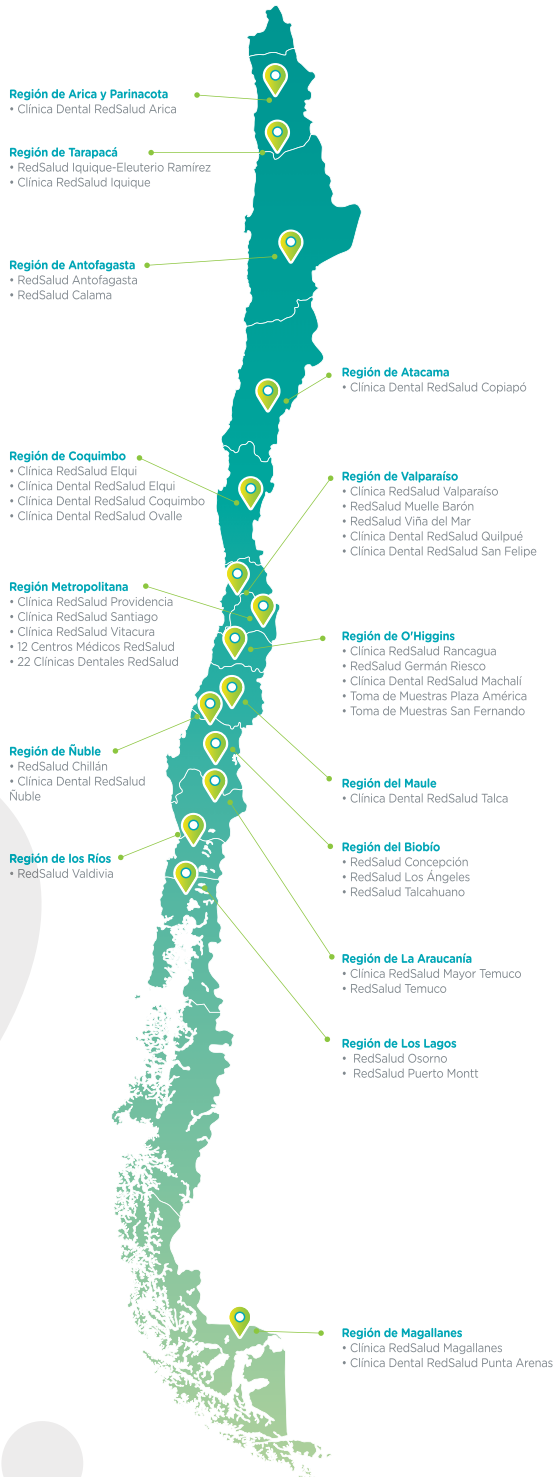 Región de Arica y Parinacota
• Clínica Dental RedSalud Arica
Región de Tarapacá
• RedSalud Iquique-Eleuterio Ramírez
• Clínica RedSalud Iquique
Región de Antofagasta
• RedSalud Antofagasta
• RedSalud Calama
Región de Atacama
• Clínica Dental RedSalud Copiapó
Región de Coquimbo
• Clínica RedSalud Elqui
• Clínica Dental RedSalud Elqui
• Clínica Dental RedSalud Coquimbo
• Clínica Dental RedSalud Ovalle
Región de Valparaíso
• Clínica RedSalud Valparaíso
• RedSalud Muelle Barón
• RedSalud Viña del Mar
• Clínica Dental RedSalud Quilpué
• Clínica Dental RedSalud San Felipe
Región Metropolitana
• Clínica RedSalud Providencia
• Clínica RedSalud Santiago
• Clínica RedSalud Vitacura
• 12 Centros Médicos RedSalud
• 22 Clínicas Dentales RedSalud
Región de O'Higgins
• Clínica RedSalud Rancagua
• RedSalud Germán Riesco
• Clínica Dental RedSalud Machalí
• Toma de Muestras Plaza América
• Toma de Muestras San Fernando
Región de Ñuble
• RedSalud Chillán
• Clínica Dental RedSalud
Ñuble
Región del Maule
• Clínica Dental RedSalud Talca
Región de los Ríos
• RedSalud Valdivia
Región del Biobío
• RedSalud Concepción
• RedSalud Los Ángeles
• RedSalud Talcahuano
Región de La Araucanía
• Clínica RedSalud Mayor Temuco
• RedSalud Temuco
Región de Los Lagos
• RedSalud Osorno
• RedSalud Puerto Montt
Región de Magallanes
• Clínica RedSalud Magallanes
• Clínica Dental RedSalud Punta Arenas